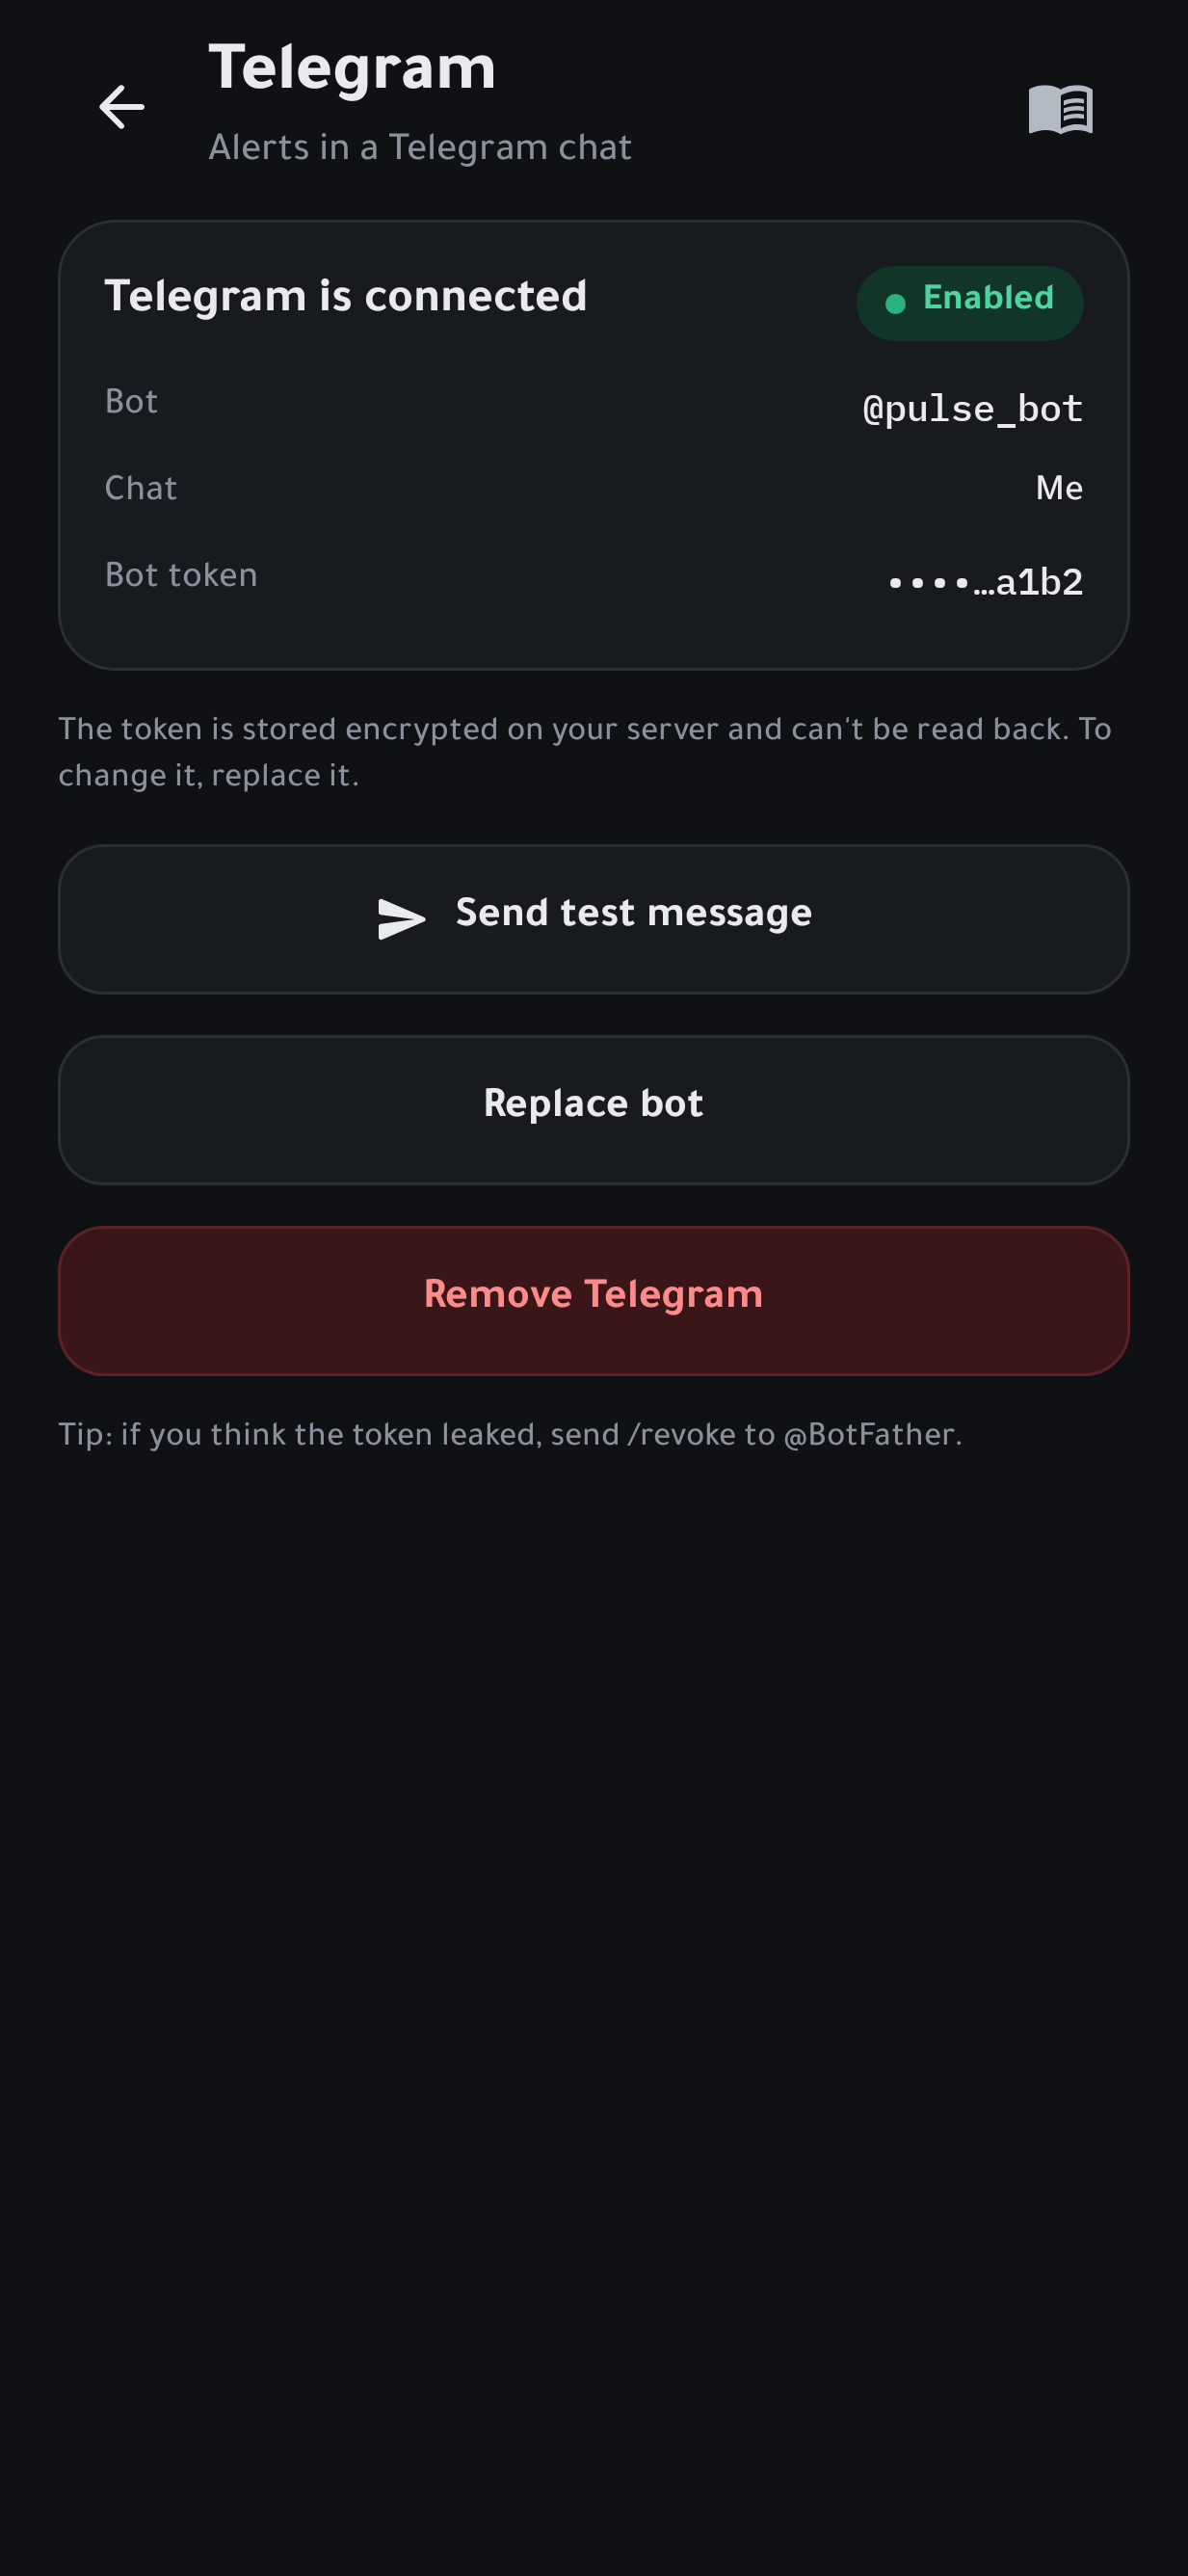 Telegram
Alerts in a Telegram chat
Telegram is connected
Enabled
Bot
@pulse_bot
Chat
Me
Bot token
••••…a1b2
The token is stored encrypted on your server and can't be read back. To
change it, replace it.
Send test message
Replace bot
Remove Telegram
Tip: if you think the token leaked, send /revoke to @BotFather.